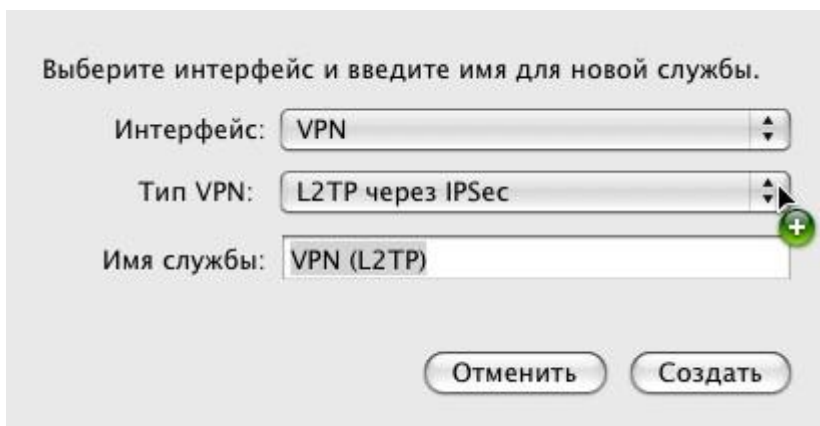 Выберите интерфейс и введите имя для новой службы.
Интерфейс: VPN
Тип VPN: L2TP через IPSec
Имя службы: VPN (L2TP)
Отменить Создать